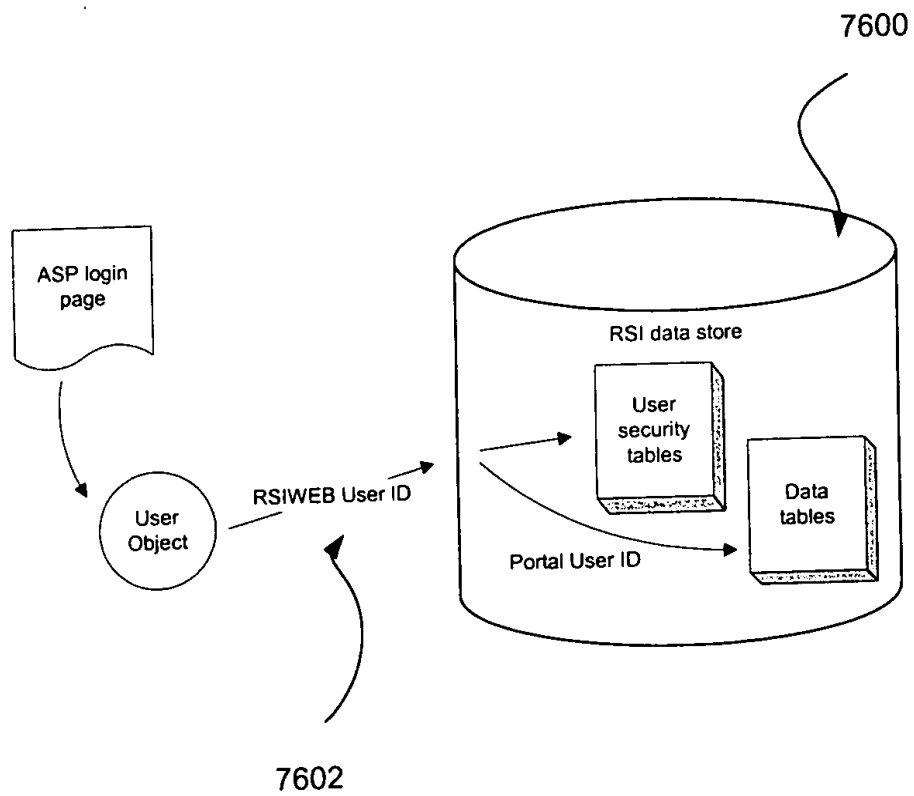 7600
ASP login
page
RSI data store
User
security
tables
RSIWEB User ID
User
Object
Data
tables
Portal User ID
7602